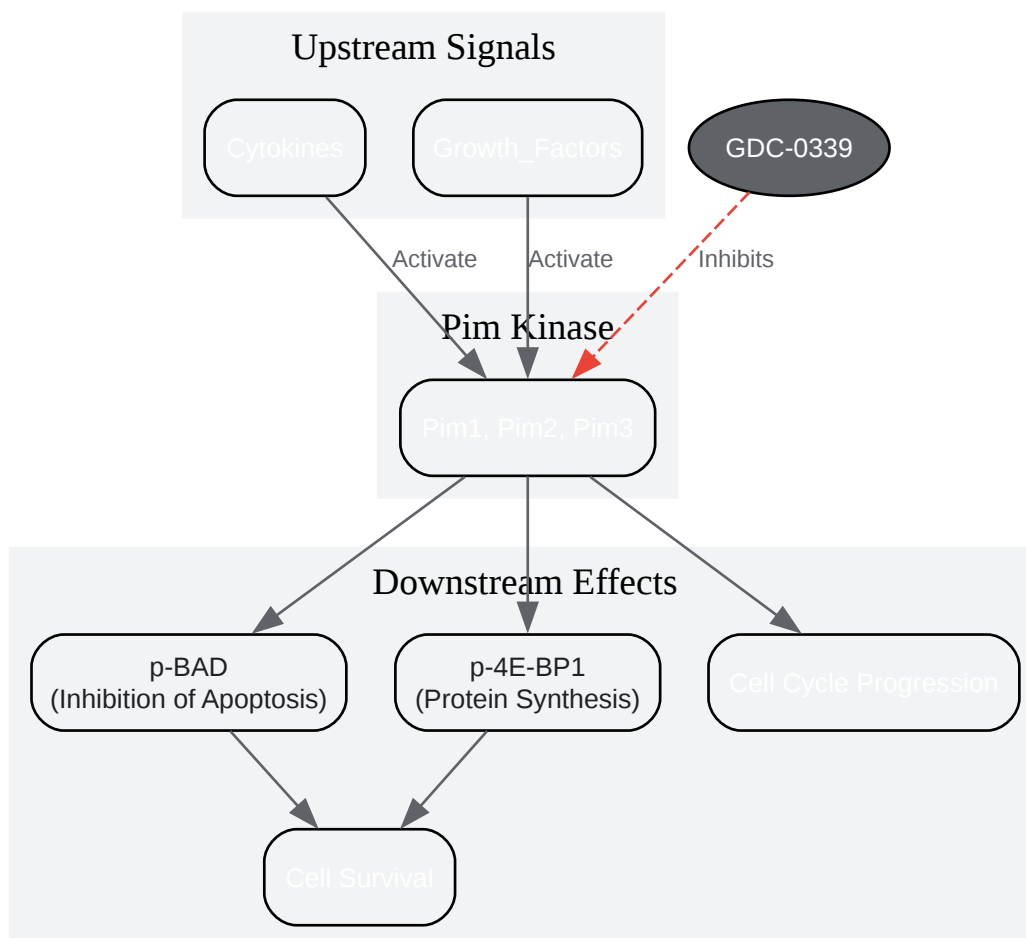 Upstream Signals
Cytokines
Growth_Factors
GDC-0339
Activate
Activate
Inhibits
Pim Kinase
Pim1, Pim2, Pim3
Downstream Effects
p-BAD
(Inhibition of Apoptosis)
p-4E-BP1
(Protein Synthesis)
Cell Cycle Progression
Cell Survival